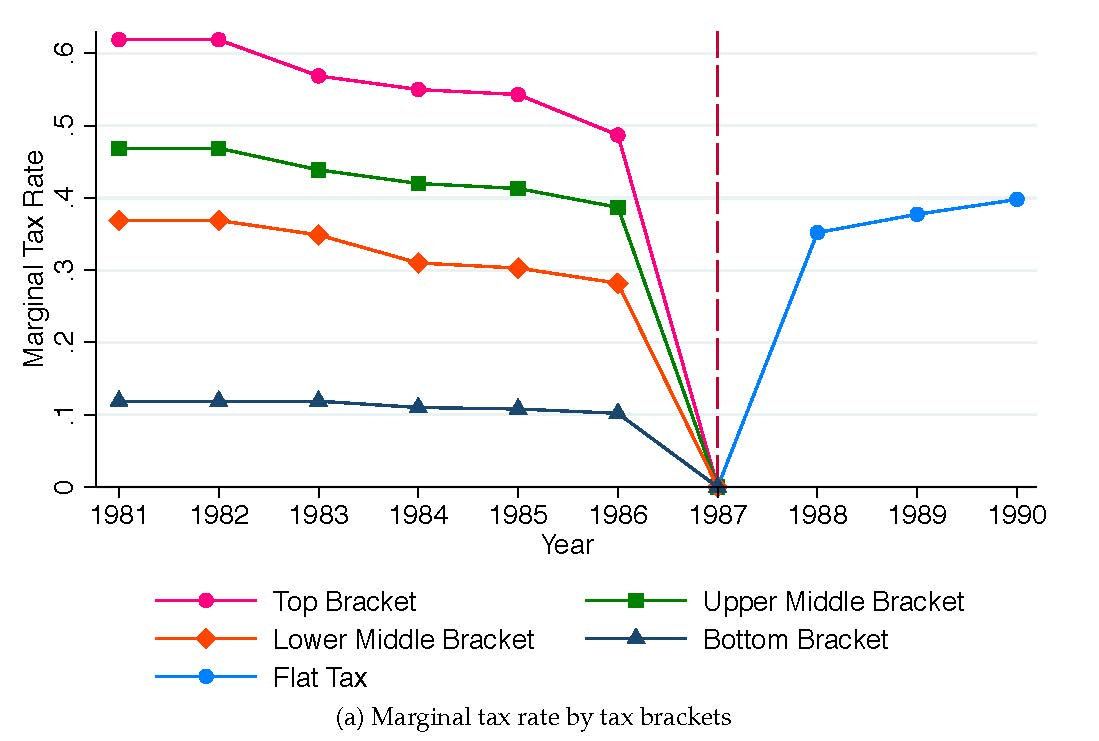 .6
.5
.4
.3
.2
.1
0
Marginal Tax Rate
1981 1982 1983 1984 1985 1986 1987 1988 1989 1990
Year
Top Bracket Upper Middle Bracket
Lower Middle Bracket Bottom Bracket
Flat Tax
(a) Marginal tax rate by tax brackets